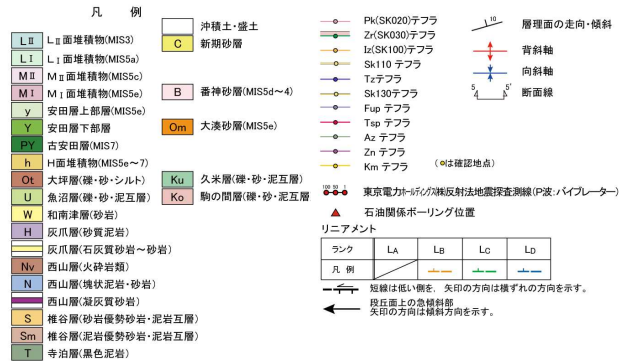 凡 例
LⅡ LⅡ面堆積物(MIS3)
LⅠ LⅠ面堆積物(MIS5a)
MⅡ MⅡ面堆積物(MIS5c)
MⅠ MⅠ面堆積物(MIS5e)
y 安田層上部層(MIS5e)
Y 安田層下部層
PY 古安田層(MIS7)
h H面堆積物(MIS5e～7)
Ot 大坪層(礫・砂・シルト)
U 魚沼層(礫・砂・泥互層)
W 和南津層(砂岩)
H 灰爪層(砂質泥岩)
灰爪層(石灰質砂岩～砂岩)
Nv 西山層(火砕岩類)
N 西山層(塊状泥岩・砂岩)
西山層(凝灰質砂岩)
S 椎谷層(砂岩優勢砂岩・泥岩互層)
Sm 椎谷層(泥岩優勢砂岩・泥岩互層)
T 寺泊層(黒色泥岩)
沖積土・盛土
C 新期砂層
B 番神砂層(MIS5d～4)
Om 大湊砂層(MIS5e)
Ku 久米層(礫・砂・泥互層)
Ko 駒の間層(礫・砂・泥互層
Pk(SK020)テフラ
Zr(SK030)テフラ
Iz(SK100)テフラ
Sk110 テフラ
Tzテフラ
Sk130テフラ
Fup テフラ
Tsp テフラ
Az テフラ
Zn テフラ
Km テフラ (は確認地点)
100 50 1 東京電力ホールディングス(株)反射法地震探査測線(P波:バイブレーター)
石油関係ボーリング位置
リニアメント
ランク LA LB LC LD
凡 例
短線は低い側を、矢印の方向は横ずれの方向を示す。
段丘面上の急傾斜部
矢印の方向は傾斜方向を示す。
10 層理面の走向・傾斜
背斜軸
向斜軸
5 5' 断面線